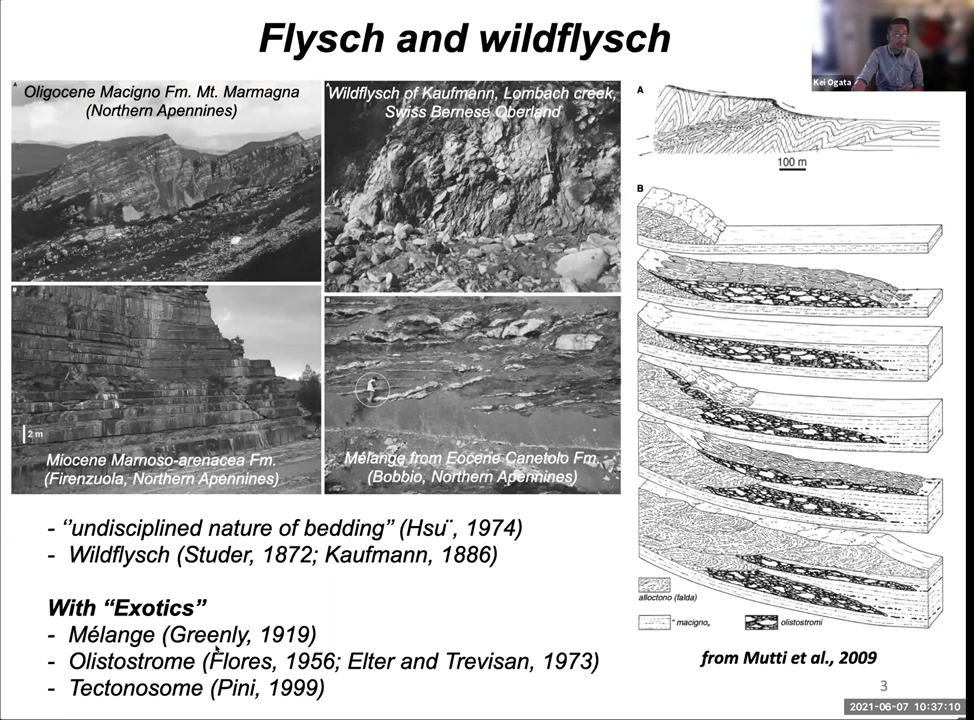 Flysch and wildflysch
Kei Ogata
A
Oligocene Macigno Fm. Mt. Marmagna
(Northern Apennines)
A
Wildflysch of Kaufmann, Lombach creek,
Swiss Bernese Oberland
A
100 m
B
B
2 m
Miocene Marnoso-arenacea Fm.
(Firenzuola, Northern Apennines)
B
Mélange from Eocene Canetolo Fm.
(Bobbio, Northern Apennines)
- ‘’undisciplined nature of bedding” (Hsu¨, 1974)
- Wildflysch (Studer, 1872; Kaufmann, 1886)
With “Exotics”
- Mélange (Greenly, 1919)
- Olistostrome (Flores, 1956; Elter and Trevisan, 1973)
- Tectonosome (Pini, 1999)
alloctono (falda)
“ macigno„
olistostromi
from Mutti et al., 2009
3
2021-06-07 10:37:10